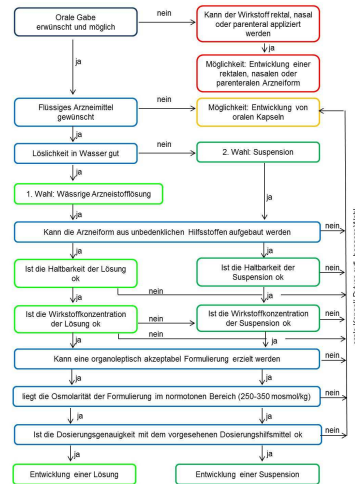 Orale Gabe
erwünscht und möglich
nein
Kann der Wirkstoff rektal, nasal
oder parenteral appliziert
werden
ja
ja
Möglichkeit: Entwicklung einer
rektalen, nasalen oder
parenteralen Arzneiform
Flüssiges Arzneimittel
gewünscht
nein
Möglichkeit: Entwicklung von
oralen Kapseln
ja
Löslichkeit in Wasser gut
nein
2. Wahl: Suspension
ja
1. Wahl: Wässrige Arzneistofflösung
ja
ja
Kann die Arzneiform aus unbedenklichen Hilfsstoffen aufgebaut werden
nein
ja
ja
Ist die Haltbarkeit der Lösung
ok
Ist die Haltbarkeit der
Suspension ok
nein
ja
nein
ja
Ist die Wirkstoffkonzentration
der Lösung ok
nein
Ist die Wirkstoffkonzentration
der Suspension ok
nein
ja
nein
ja
Kann eine organoleptisch akzeptabel Formulierung erzielt werden
nein
ja
ja
liegt die Osmolarität der Formulierung im normotonen Bereich (250-350 mosmol/kg)
nein
ja
ja
Ist die Dosierungsgenauigkeit mit dem vorgesehenen Dosierungshilfsmittel ok
nein
ja
ja
Entwicklung einer Lösung
Entwicklung einer Suspension